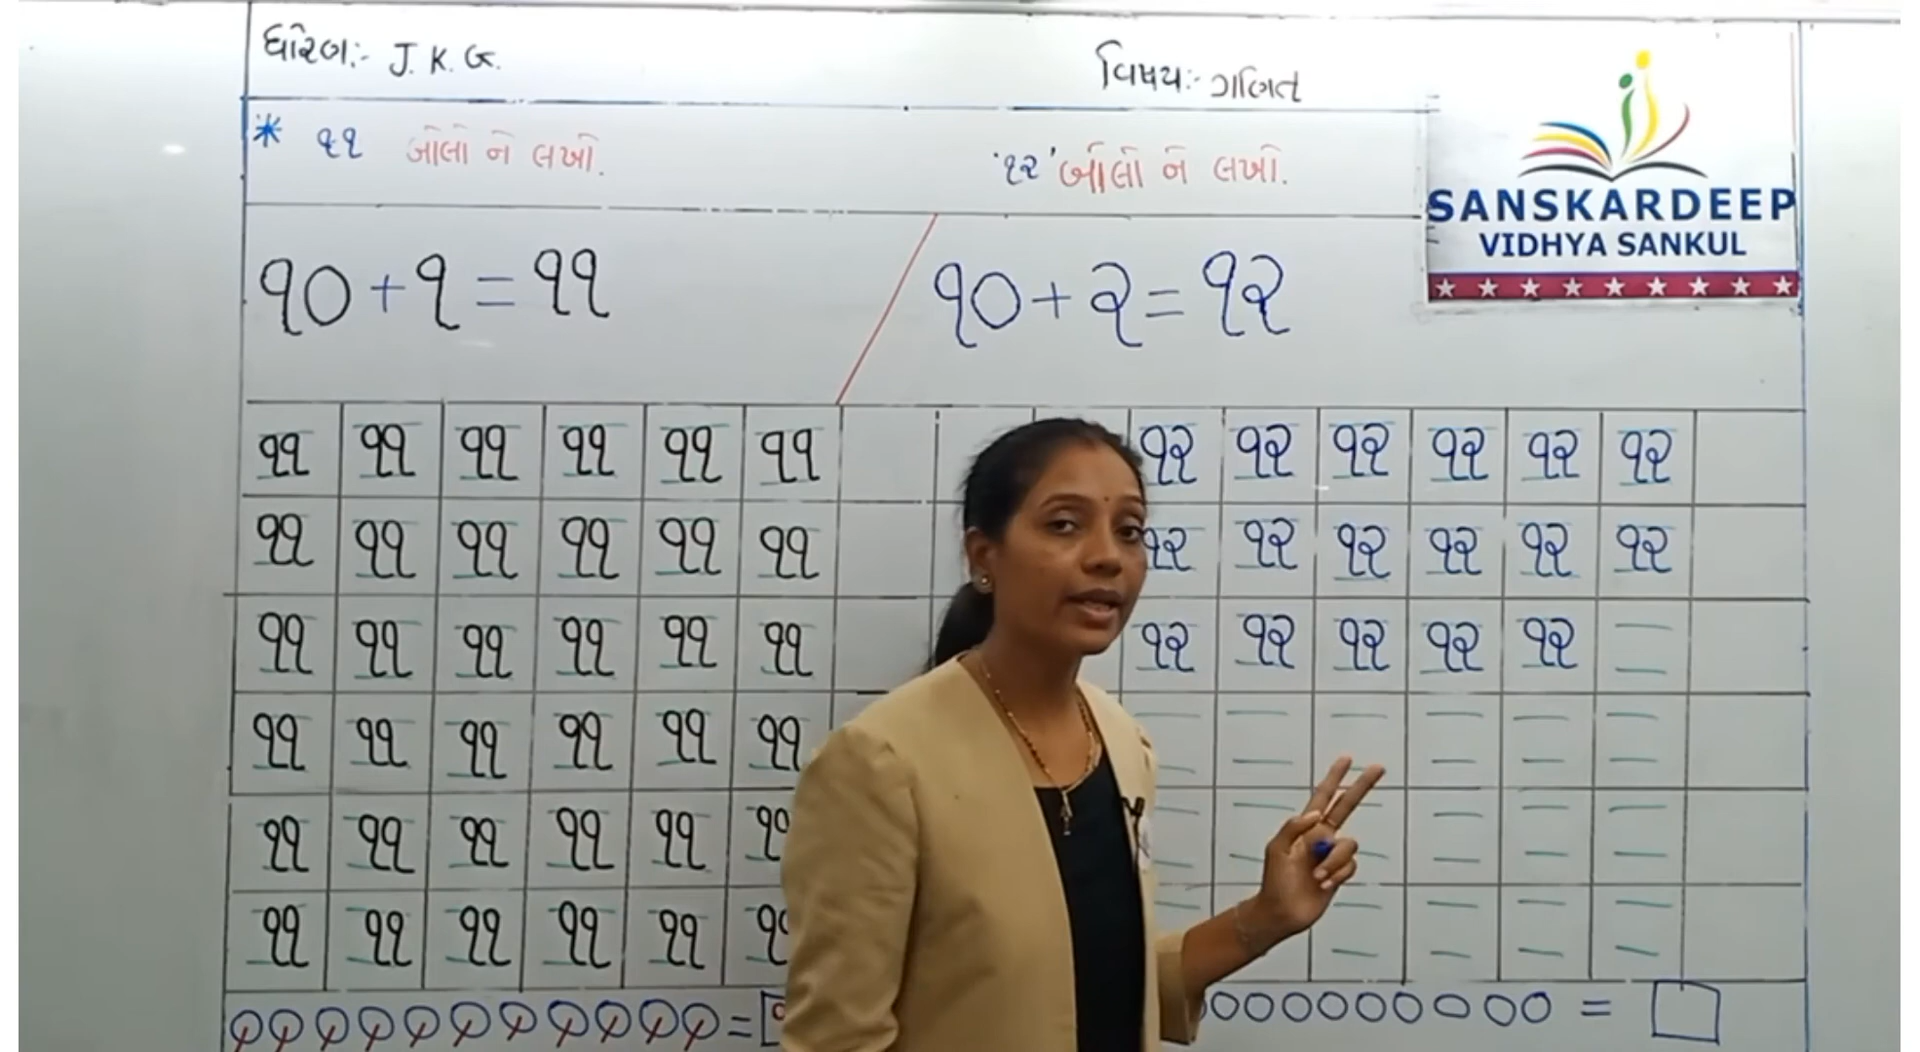 ધોરણ:- J. K. G.
વિષય:- ગણિત
* ૧૧ બોલો ને લખો.
'૧૨' બોલો ને લખો.
SANSKARDEEP
VIDHYA SANKUL
૧૦ + ૧ = ૧૧
૧૦ + ૨ = ૧૨
૧૧ ૧૧ ૧૧ ૧૧ ૧૧ ૧૧ ૧૨ ૧૨ ૧૨ ૧૨ ૧૨ ૧૨
૧૧ ૧૧ ૧૧ ૧૧ ૧૧ ૧૧ ૧૨ ૧૨ ૧૨ ૧૨ ૧૨ ૧૨
૧૧ ૧૧ ૧૧ ૧૧ ૧૧ ૧૧ ૧૨ ૧૨ ૧૨ ૧૨ ૧૨
૧૧ ૧૧ ૧૧ ૧૧ ૧૧ ૧૧
૧૧ ૧૧ ૧૧ ૧૧ ૧૧
૧૧ ૧૧ ૧૧ ૧૧ ૧૧
=
=